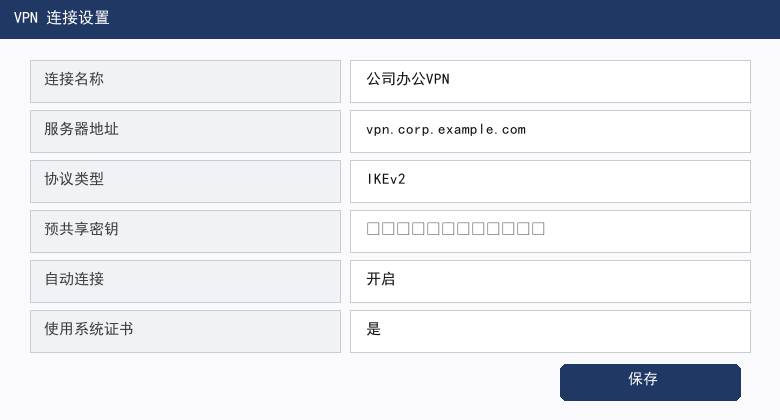 VPN 连接设置
连接名称 公司办公VPN
服务器地址 vpn.corp.example.com
协议类型 IKEv2
预共享密钥 □□□□□□□□□□□□
自动连接 开启
使用系统证书 是
保存